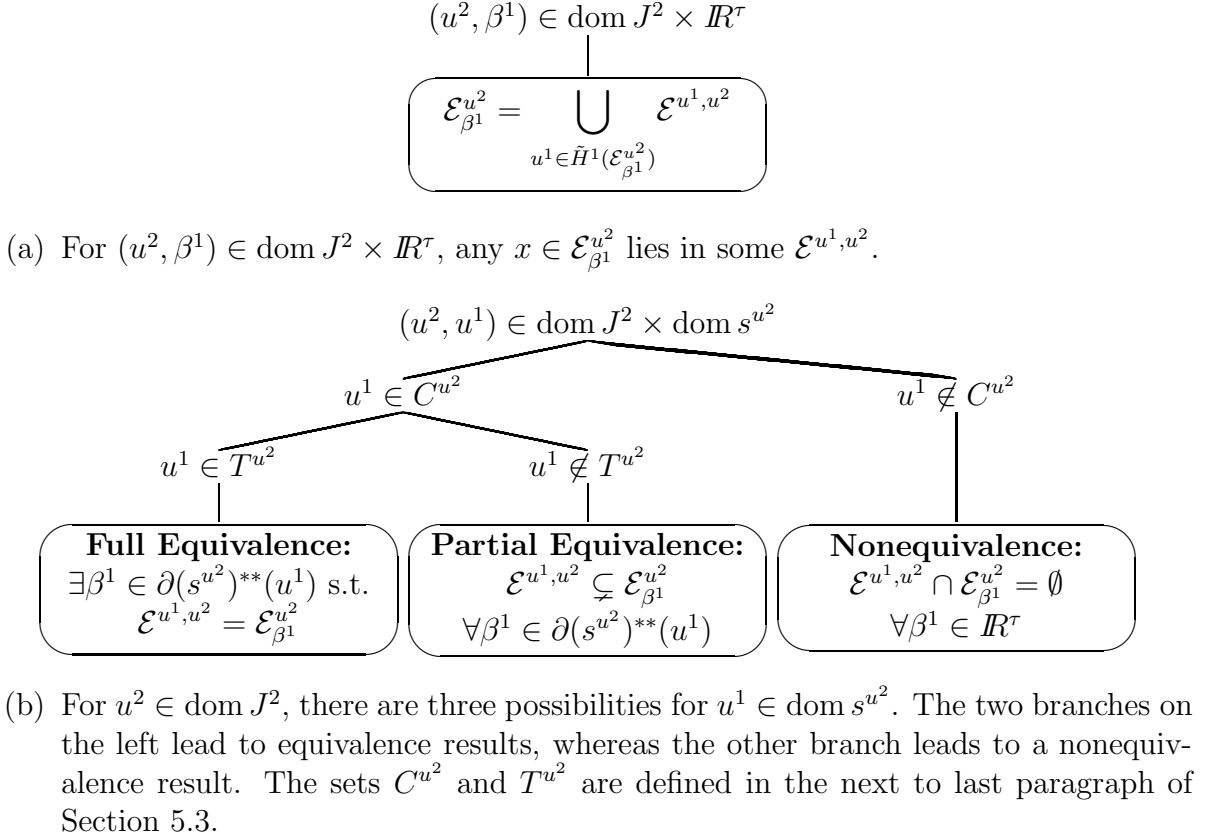 (u², β¹) ∈ dom J² × ℝ^τ
ℰ^{u²}_{β¹} = ⋃_{u¹∈H̃¹(ℰ^{u²}_{β¹})} ℰ^{u¹,u²}
(a) For (u², β¹) ∈ dom J² × ℝ^τ, any x ∈ ℰ^{u²}_{β¹} lies in some ℰ^{u¹,u²}.
(u², u¹) ∈ dom J² × dom s^{u²}
u¹ ∈ C^{u²}
u¹ ∉ C^{u²}
u¹ ∈ T^{u²}
u¹ ∉ T^{u²}
Full Equivalence:
∃β¹ ∈ ∂(s^{u²})**(u¹) s.t.
ℰ^{u¹,u²} = ℰ^{u²}_{β¹}
Partial Equivalence:
ℰ^{u¹,u²} ⊊ ℰ^{u²}_{β¹}
∀β¹ ∈ ∂(s^{u²})**(u¹)
Nonequivalence:
ℰ^{u¹,u²} ∩ ℰ^{u²}_{β¹} = ∅
∀β¹ ∈ ℝ^τ
(b) For u² ∈ dom J², there are three possibilities for u¹ ∈ dom s^{u²}. The two branches on
the left lead to equivalence results, whereas the other branch leads to a nonequiv-
alence result. The sets C^{u²} and T^{u²} are defined in the next to last paragraph of
Section 5.3.